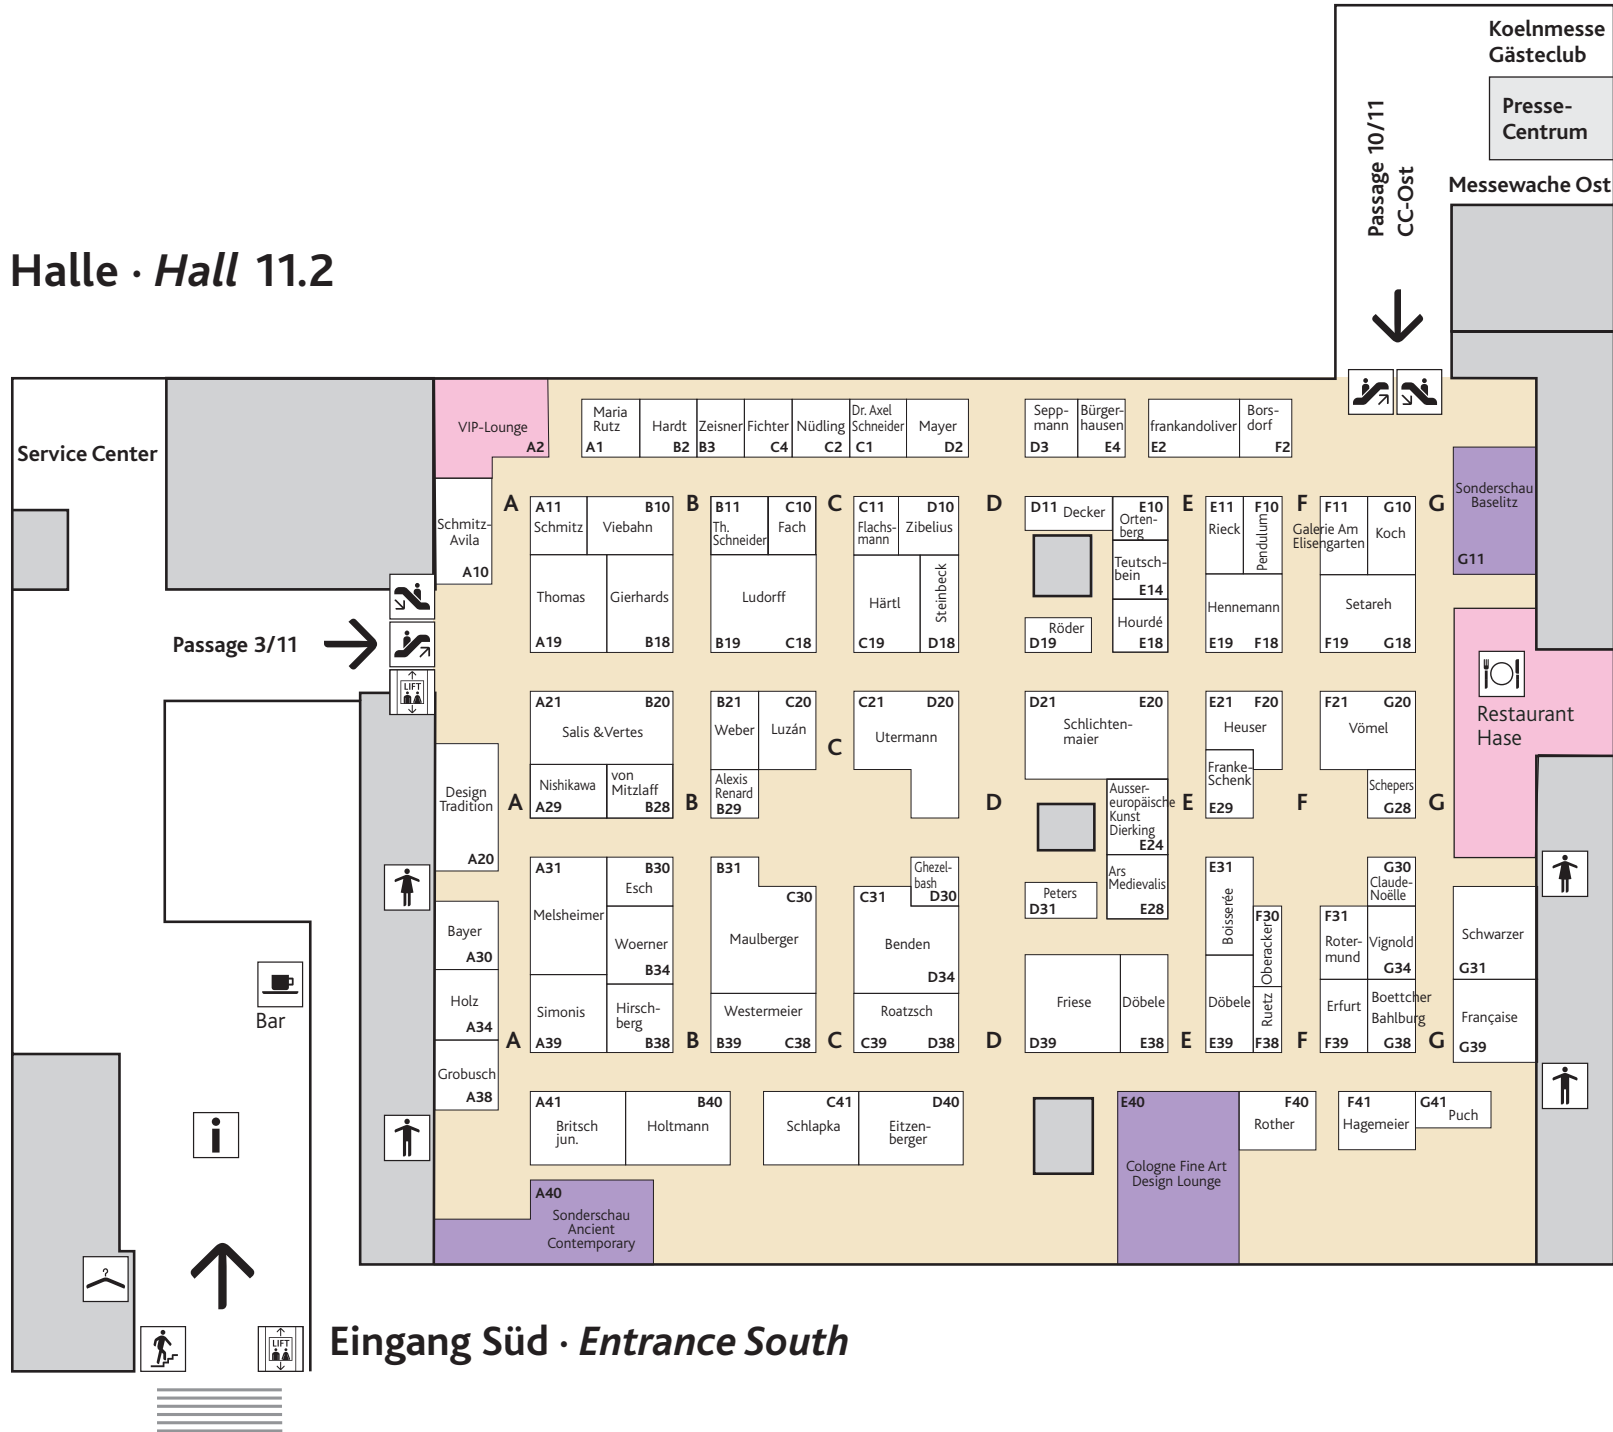 Koelnmesse
Gästeclub
Presse-
Centrum
Passage 10/11
CC-Ost
Messewache Ost
Halle · Hall 11.2
Service Center
VIP-Lounge
A2
Maria
Rutz
A1
Hardt
B2
Zeisner
B3
Fichter
C4
Nüdling
C2
Dr. Axel
Schneider
C1
Mayer
D2
Sepp-
mann
D3
Bürger-
hausen
E4
frankandoliver
E2
Bors-
dorf
F2
Schmitz-
Avila
A10
A
A11
Schmitz
B10
Viebahn
B
B11
Th.
Schneider
C10
Fach
C
C11
Flachs-
mann
D10
Zibelius
D
D11 Decker
E10
Orten-
berg
E
E11
Rieck
F10
Pendulum
F
F11
Galerie Am
Elisengarten
G10
Koch
G
Sonderschau
Baselitz
G11
Thomas
A19
Gierhards
B18
Ludorff
B19 C18
Härtl
C19
Steinbeck
D18
Teutsch-
bein
E14
Röder
D19
Hourdé
E18
Hennemann
E19 F18
Setareh
F19 G18
Passage 3/11
LIFT
Restaurant
Hase
A21 B20
Salis & Vertes
B21
Weber
C20
Luzán
C
C21 D20
Utermann
D21 E20
Schlichten-
maier
E21 F20
Heuser
F21 G20
Vömel
Design
Tradition
A20
A
Nishikawa
A29
von
Mitzlaff
B28
B
Alexis
Renard
B29
D
Ausser-
europäische
Kunst
Dierking
E24
E
Franke-
Schenk
E29
F
Schepers
G28
G
A31
Melsheimer
B30
Esch
B31
C30
Maulberger
Ghezel-
bash
D30
C31
Benden
D34
Peters
D31
Ars
Medievalis
E28
E31
Boisserée
F30
Oberacker
G30
Claude-
Noëlle
Bayer
A30
Woerner
B34
F31
Roter-
mund
Vignold
G34
Schwarzer
G31
Bar
Holz
A34
A
Simonis
A39
Hirsch-
berg
B38
B
Westermeier
B39 C38
C
Roatzsch
C39 D38
D
Friese
D39
Döbele
E38
E
Döbele
E39
Ruetz
F38
F
Erfurt
F39
Boettcher
Bahlburg
G38
G
Française
G39
Grobusch
A38
A41
Britsch
jun.
B40
Holtmann
C41
Schlapka
D40
Eitzen-
berger
E40
Cologne Fine Art
Design Lounge
F40
Rother
F41
Hagemeier
G41
Puch
A40
Sonderschau
Ancient
Contemporary
LIFT
Eingang Süd · Entrance South